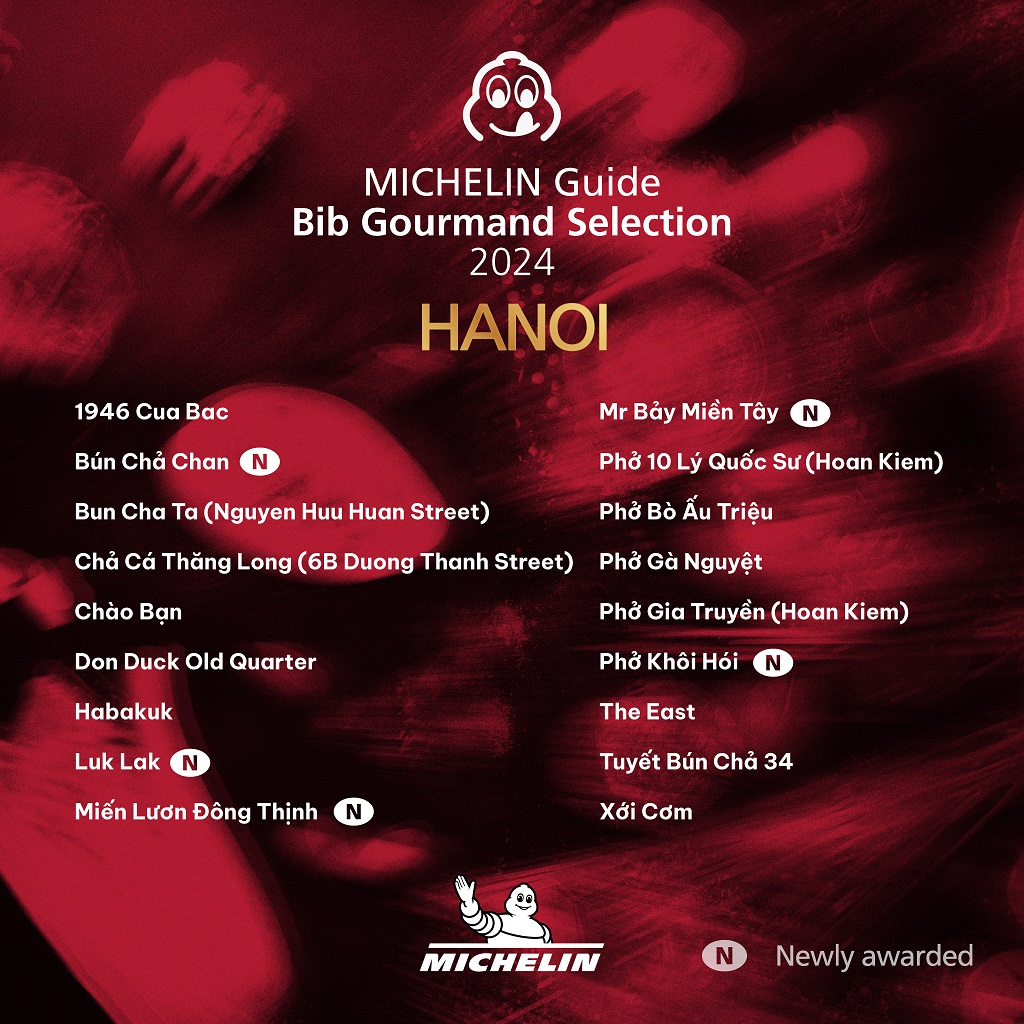 MICHELIN Guide
Bib Gourmand Selection
2024
HANOI
1946 Cua Bac
Bún Chả Chan N
Bun Cha Ta (Nguyen Huu Huan Street)
Chả Cá Thăng Long (6B Duong Thanh Street)
Chào Bạn
Don Duck Old Quarter
Habakuk
Luk Lak N
Miến Lươn Đông Thịnh N
Mr Bảy Miền Tây N
Phở 10 Lý Quốc Sư (Hoan Kiem)
Phở Bò Ấu Triệu
Phở Gà Nguyệt
Phở Gia Truyền (Hoan Kiem)
Phở Khôi Hói N
The East
Tuyết Bún Chả 34
Xới Cơm
MICHELIN
N Newly awarded